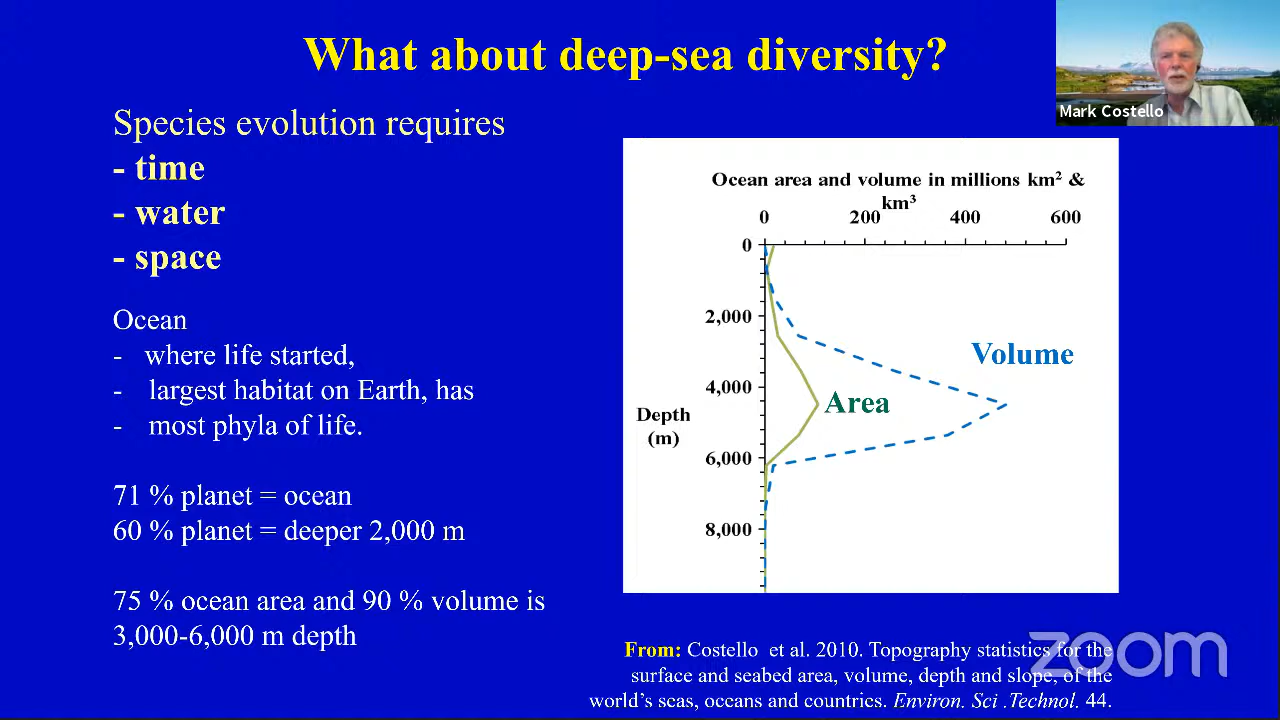 What about deep-sea diversity?
Mark Costello
Species evolution requires
- time
- water
- space
Ocean
- where life started,
- largest habitat on Earth, has
- most phyla of life.
71 % planet = ocean
60 % planet = deeper 2,000 m
75 % ocean area and 90 % volume is
3,000-6,000 m depth
Ocean area and volume in millions km² &
km³
0 200 400 600
0
2,000
4,000
6,000
8,000
Depth
(m)
Volume
Area
From: Costello et al. 2010. Topography statistics for the
surface and seabed area, volume, depth and slope, of the
world's seas, oceans and countries. Environ. Sci .Technol. 44.
zoom